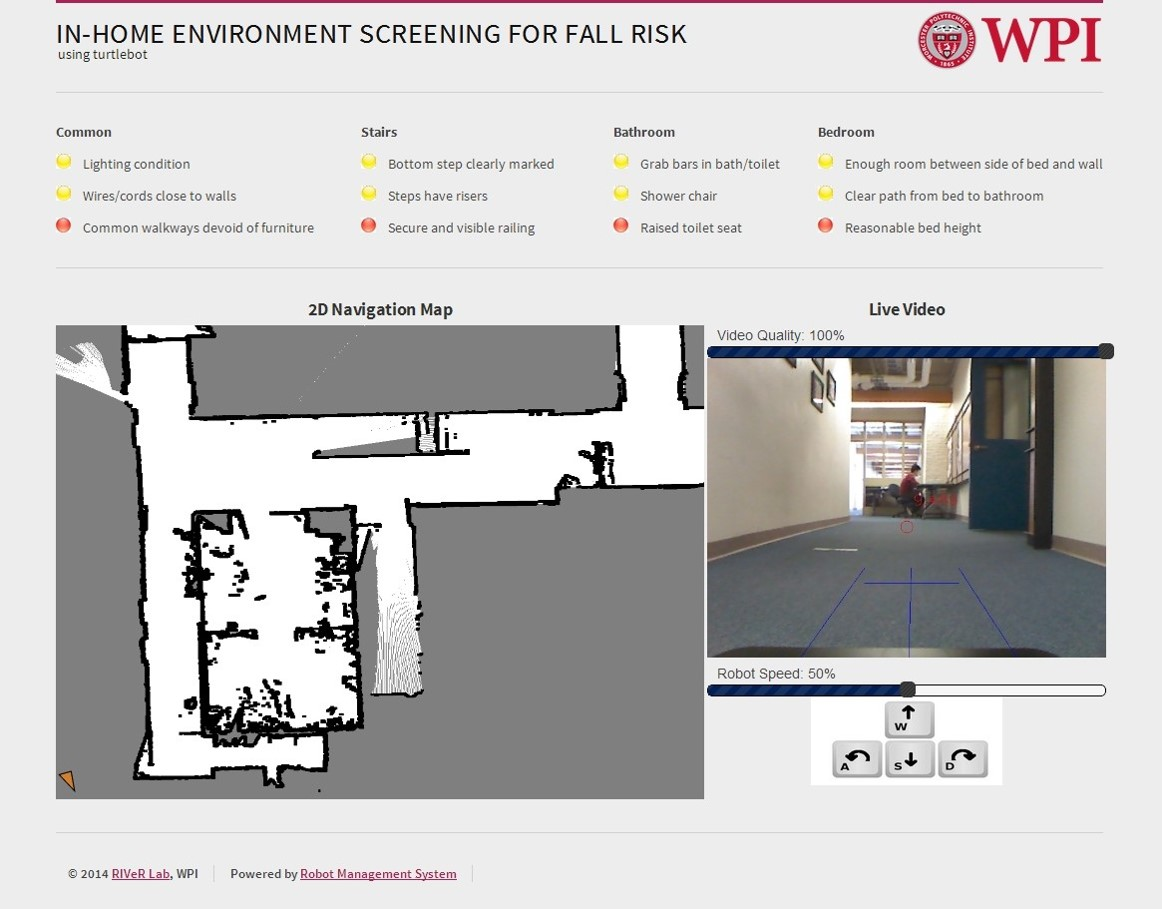 IN-HOME ENVIRONMENT SCREENING FOR FALL RISK
using turtlebot
WORCESTER POLYTECHNIC INSTITUTE
1865
WPI
Common
Lighting condition
Wires/cords close to walls
Common walkways devoid of furniture
Stairs
Bottom step clearly marked
Steps have risers
Secure and visible railing
Bathroom
Grab bars in bath/toilet
Shower chair
Raised toilet seat
Bedroom
Enough room between side of bed and wall
Clear path from bed to bathroom
Reasonable bed height
2D Navigation Map
Live Video
Video Quality: 100%
Robot Speed: 50%
W
A
S
D
© 2014 RIVeR Lab, WPI
Powered by Robot Management System